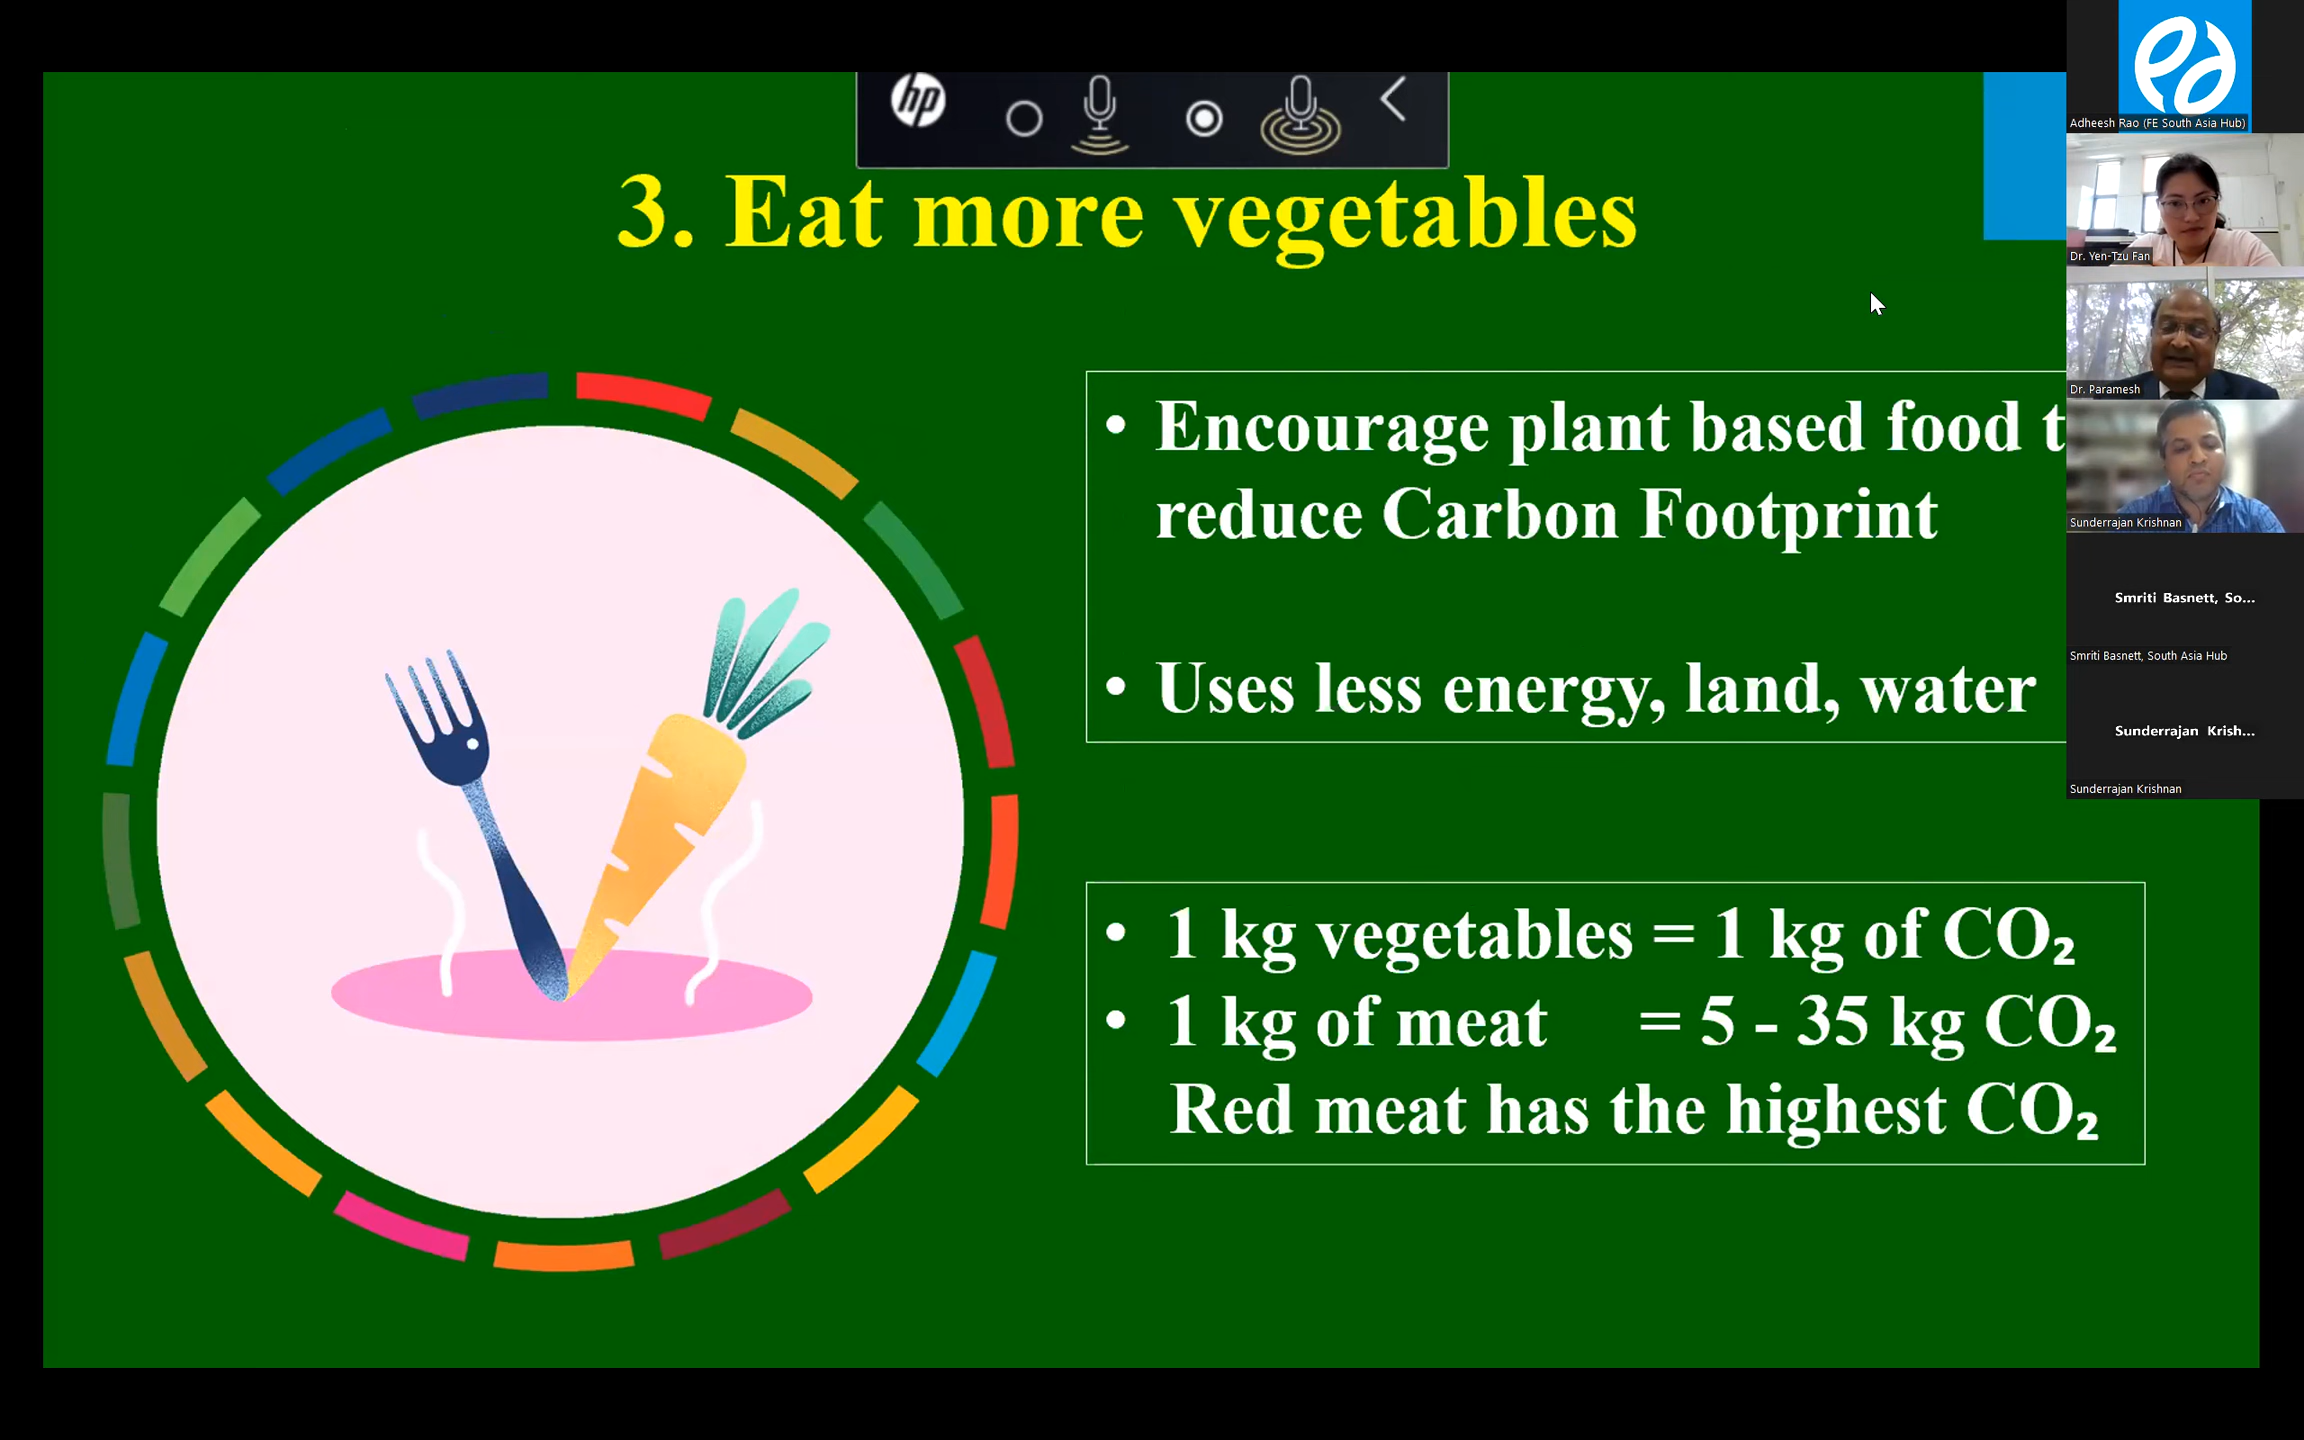 hp
3. Eat more vegetables
• Encourage plant based food t
reduce Carbon Footprint
• Uses less energy, land, water
• 1 kg vegetables = 1 kg of CO₂
• 1 kg of meat = 5 - 35 kg CO₂
Red meat has the highest CO₂
Adheesh Rao (FE South Asia Hub)
Dr. Yen-Tzu Fan
Dr. Paramesh
Sunderrajan Krishnan
Smriti Basnett, So...
Smriti Basnett, South Asia Hub
Sunderrajan Krish...
Sunderrajan Krishnan